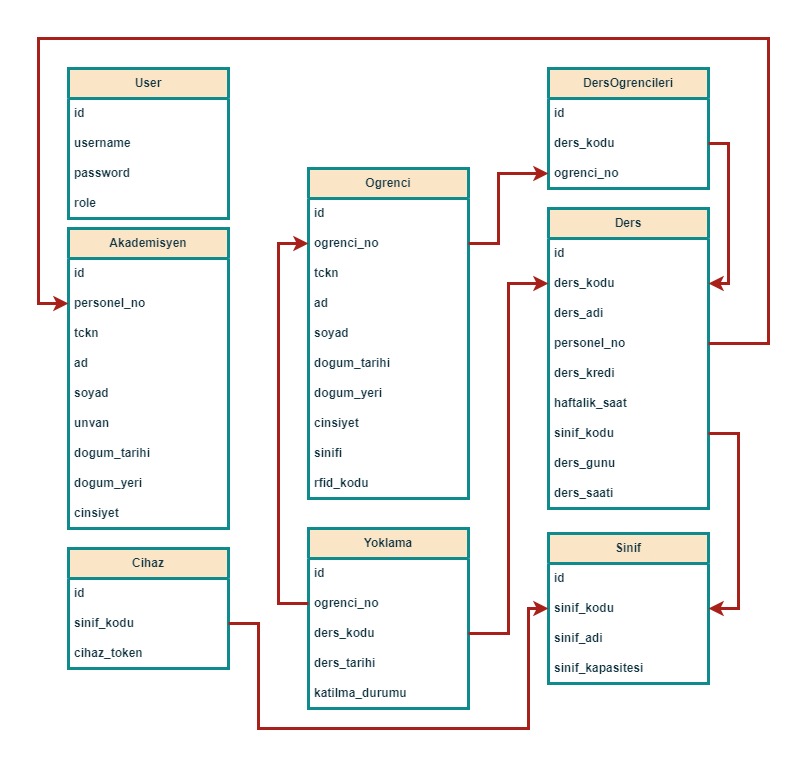 User
id
username
password
role
Akademisyen
id
personel_no
tckn
ad
soyad
unvan
dogum_tarihi
dogum_yeri
cinsiyet
Cihaz
id
sinif_kodu
cihaz_token
Ogrenci
id
ogrenci_no
tckn
ad
soyad
dogum_tarihi
dogum_yeri
cinsiyet
sinifi
rfid_kodu
Yoklama
id
ogrenci_no
ders_kodu
ders_tarihi
katilma_durumu
DersOgrencileri
id
ders_kodu
ogrenci_no
Ders
id
ders_kodu
ders_adi
personel_no
ders_kredi
haftalik_saat
sinif_kodu
ders_gunu
ders_saati
Sinif
id
sinif_kodu
sinif_adi
sinif_kapasitesi